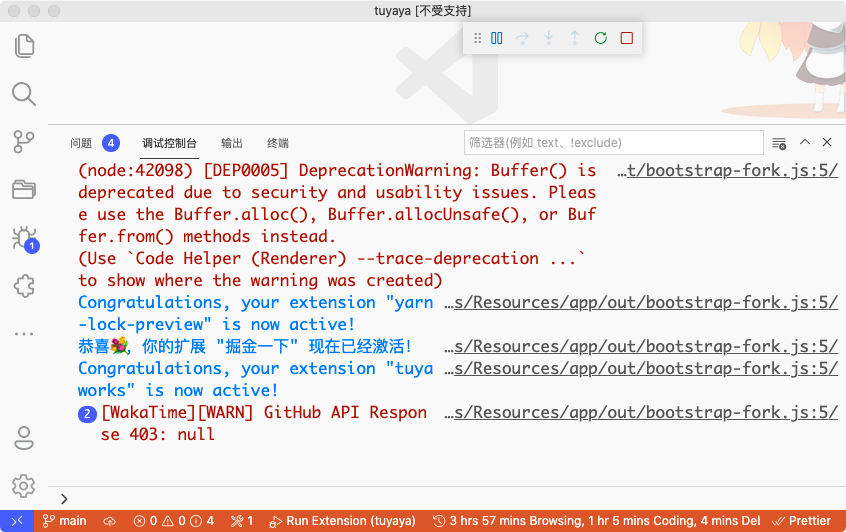 tuyaya [不受支持]
问题 4 调试控制台 输出 终端 筛选器(例如 text、!exclude)
(node:42098) [DEP0005] DeprecationWarning: Buffer() is …t/bootstrap-fork.js:5/
deprecated due to security and usability issues. Pleas
e use the Buffer.alloc(), Buffer.allocUnsafe(), or Buf
fer.from() methods instead.
(Use `Code Helper (Renderer) --trace-deprecation ...`
to show where the warning was created)
Congratulations, your extension "yarn …s/Resources/app/out/bootstrap-fork.js:5/
-lock-preview" is now active!
恭喜💐, 你的扩展 "掘金一下" 现在已经激活! …s/Resources/app/out/bootstrap-fork.js:5/
Congratulations, your extension "tuya …s/Resources/app/out/bootstrap-fork.js:5/
works" is now active!
2 [WakaTime][WARN] GitHub API Respon …s/Resources/app/out/bootstrap-fork.js:5/
se 403: null
1
>
main 0 0 4 1 Run Extension (tuyaya) 3 hrs 57 mins Browsing, 1 hr 5 mins Coding, 4 mins Del Prettier